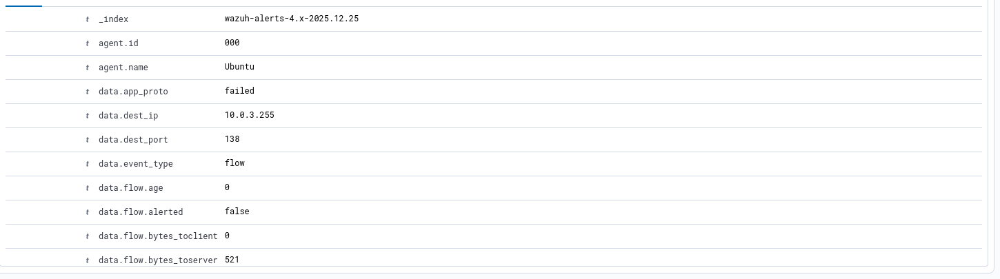 t _index wazuh-alerts-4.x-2025.12.25
t agent.id 000
t agent.name Ubuntu
t data.app_proto failed
t data.dest_ip 10.0.3.255
t data.dest_port 138
t data.event_type flow
t data.flow.age 0
t data.flow.alerted false
t data.flow.bytes_toclient 0
t data.flow.bytes_toserver 521